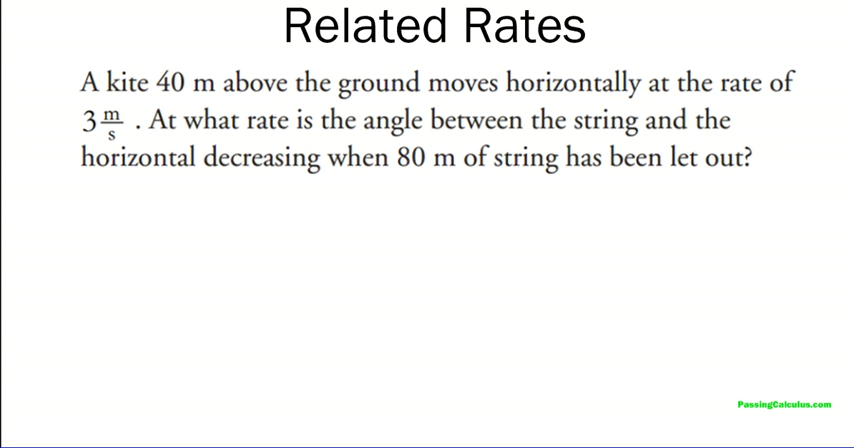 Related Rates
A kite 40 m above the ground moves horizontally at the rate of
3 m/s . At what rate is the angle between the string and the
horizontal decreasing when 80 m of string has been let out?
PassingCalculus.com